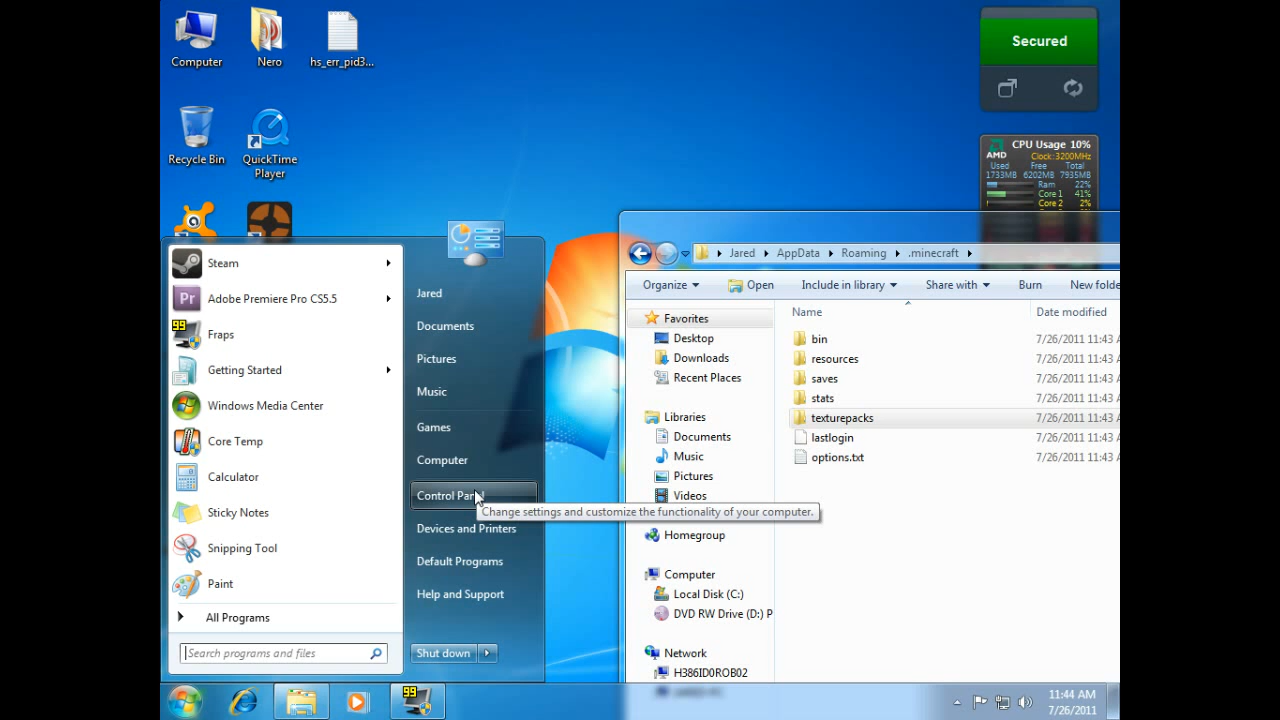 Computer
Nero
hs_err_pid3...
Recycle Bin
QuickTime
Player
Secured
AMD
CPU Usage 10%
Clock:3200MHz
Used Free Total
1733MB 6202MB 7935MB
Ram 22%
Core 1 41%
Core 2 2%
Steam
Adobe Premiere Pro CS5.5
99
Fraps
Getting Started
Windows Media Center
Core Temp
Calculator
Sticky Notes
Snipping Tool
Paint
All Programs
Search programs and files
Jared
Documents
Pictures
Music
Games
Computer
Control Panel
Change settings and customize the functionality of your computer.
Devices and Printers
Default Programs
Help and Support
Shut down
Jared AppData Roaming .minecraft
Organize Open Include in library Share with Burn New folde
Favorites
Desktop
Downloads
Recent Places
Libraries
Documents
Music
Pictures
Videos
Homegroup
Computer
Local Disk (C:)
DVD RW Drive (D:) P
Network
H386ID0ROB02
Name Date modified
bin 7/26/2011 11:43 A
resources 7/26/2011 11:43 A
saves 7/26/2011 11:43 A
stats 7/26/2011 11:43 A
texturepacks 7/26/2011 11:43 A
lastlogin 7/26/2011 11:43 A
options.txt 7/26/2011 11:43 A
99
11:44 AM
7/26/2011